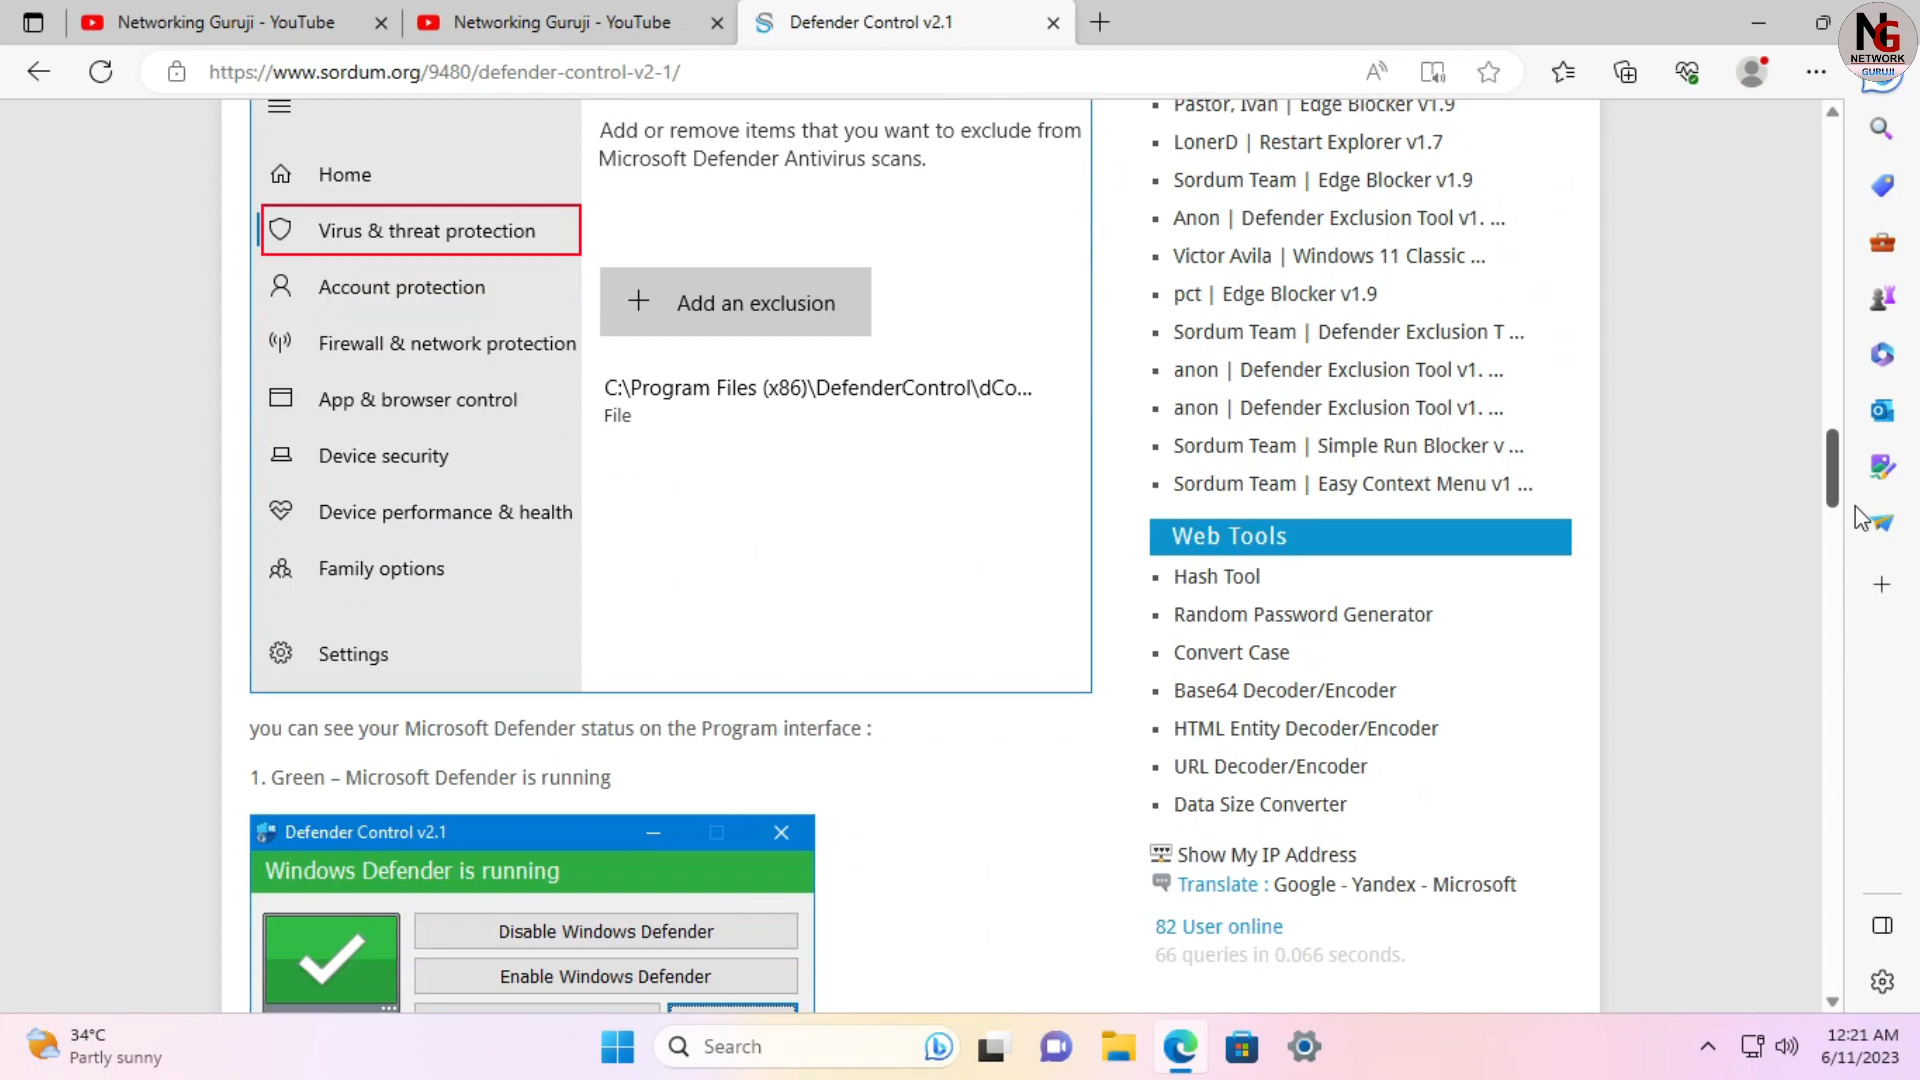 Networking Guruji - YouTube
Networking Guruji - YouTube
Defender Control v2.1
https://www.sordum.org/9480/defender-control-v2-1/
NG
NETWORK
GURUJI
Add or remove items that you want to exclude from
Microsoft Defender Antivirus scans.
Home
Virus & threat protection
Account protection
Firewall & network protection
App & browser control
Device security
Device performance & health
Family options
Settings
+ Add an exclusion
C:\Program Files (x86)\DefenderControl\dCo...
File
you can see your Microsoft Defender status on the Program interface :
1. Green – Microsoft Defender is running
Defender Control v2.1
Windows Defender is running
Disable Windows Defender
Enable Windows Defender
Pastor, Ivan | Edge Blocker v1.9
LonerD | Restart Explorer v1.7
Sordum Team | Edge Blocker v1.9
Anon | Defender Exclusion Tool v1. ...
Victor Avila | Windows 11 Classic ...
pct | Edge Blocker v1.9
Sordum Team | Defender Exclusion T ...
anon | Defender Exclusion Tool v1. ...
anon | Defender Exclusion Tool v1. ...
Sordum Team | Simple Run Blocker v ...
Sordum Team | Easy Context Menu v1 ...
Web Tools
Hash Tool
Random Password Generator
Convert Case
Base64 Decoder/Encoder
HTML Entity Decoder/Encoder
URL Decoder/Encoder
Data Size Converter
Show My IP Address
Translate : Google - Yandex - Microsoft
82 User online
66 queries in 0.066 seconds.
34°C
Partly sunny
Search
12:21 AM
6/11/2023